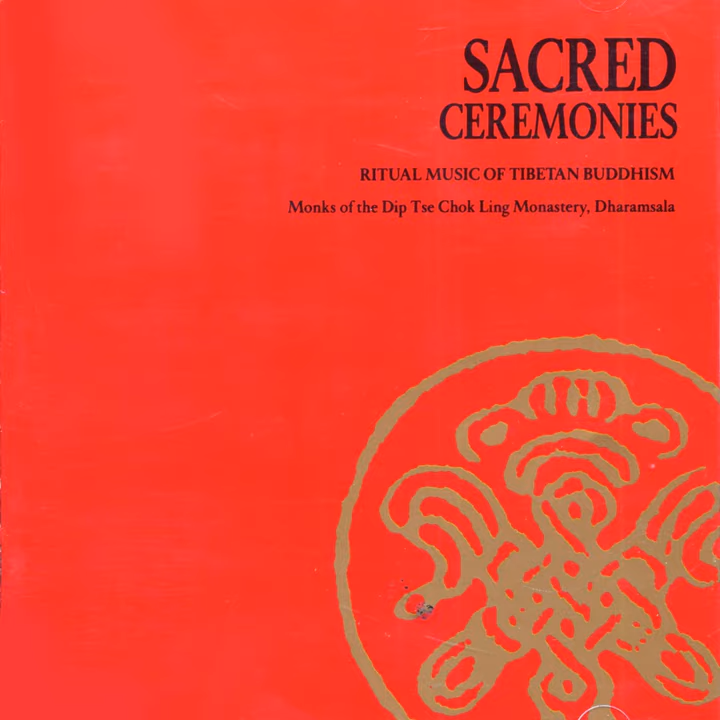 SACRED
CEREMONIES
RITUAL MUSIC OF TIBETAN BUDDHISM
Monks of the Dip Tse Chok Ling Monastery, Dharamsala